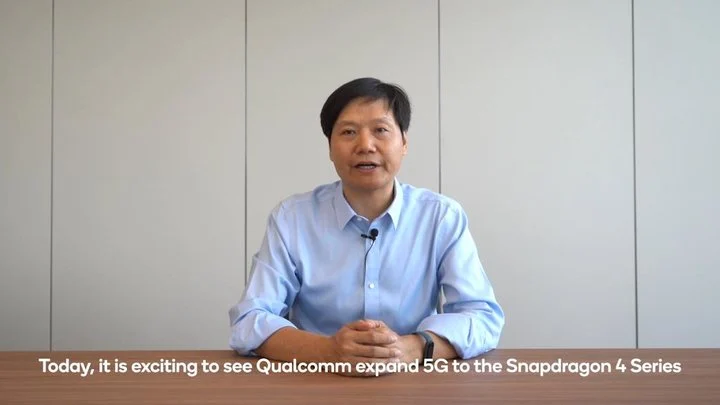 Today, it is exciting to see Qualcomm expand 5G to the Snapdragon 4 Series